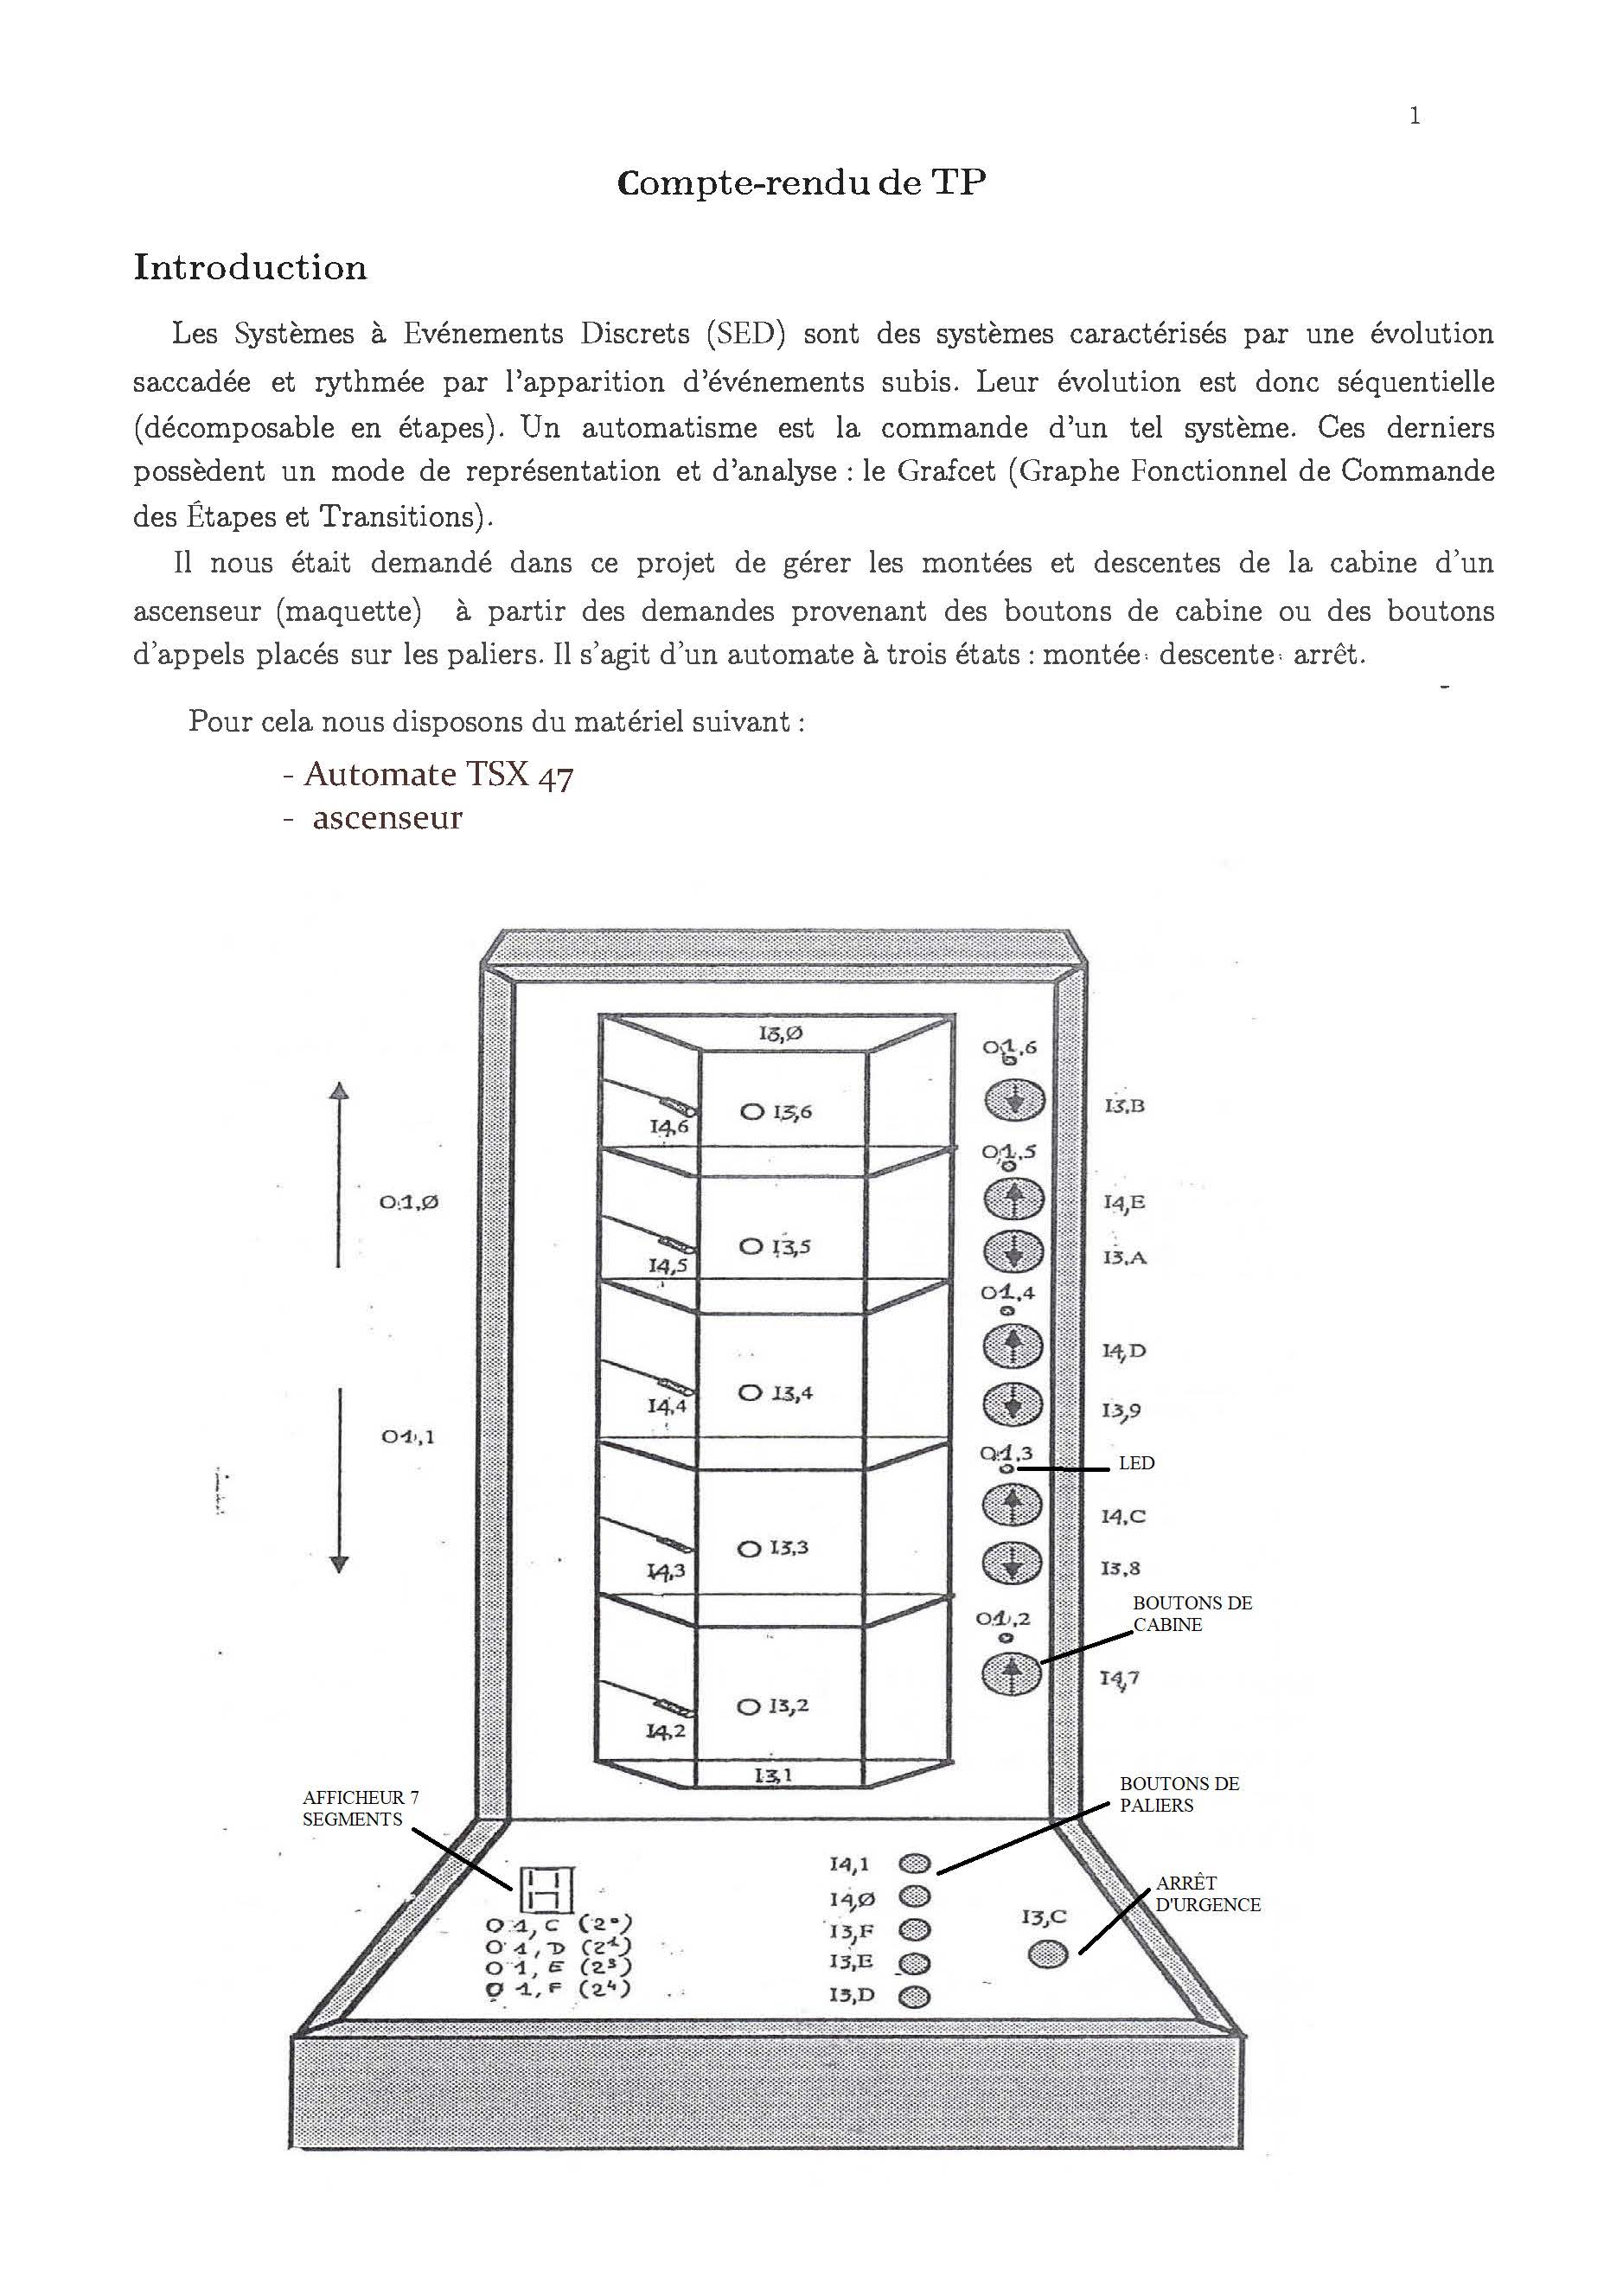 1
Compte-rendu de TP
Introduction
Les Systèmes à Evénements Discrets (SED) sont des systèmes caractérisés par une évolution
saccadée et rythmée par l'apparition d'événements subis. Leur évolution est donc séquentielle
(décomposable en étapes). Un automatisme est la commande d'un tel système. Ces derniers
possèdent un mode de représentation et d'analyse : le Grafcet (Graphe Fonctionnel de Commande
des Étapes et Transitions).
Il nous était demandé dans ce projet de gérer les montées et descentes de la cabine d'un
ascenseur (maquette) à partir des demandes provenant des boutons de cabine ou des boutons
d'appels placés sur les paliers. Il s'agit d'un automate à trois états : montée, descente, arrêt.
Pour cela nous disposons du matériel suivant :
- Automate TSX 47
- ascenseur
I3,Ø
O1,6
I3,6
I3,B
I4,6
O1,5
O1,Ø
I4,E
I3,5
I3,A
I4,5
O1,4
I4,D
I3,4
I4,4
I3,9
O1,1
O1,3
LED
I4,C
I3,3
I4,3
I3,8
BOUTONS DE
CABINE
O1,2
I4,7
I3,2
I4,2
I3,1
AFFICHEUR 7
SEGMENTS
BOUTONS DE
PALIERS
I4,1
I4,Ø
I3,F
I3,E
I3,D
ARRÊT
D'URGENCE
I3,C
O1,C (2⁰)
O1,D (2¹)
O1,E (2³)
O1,F (2⁴)